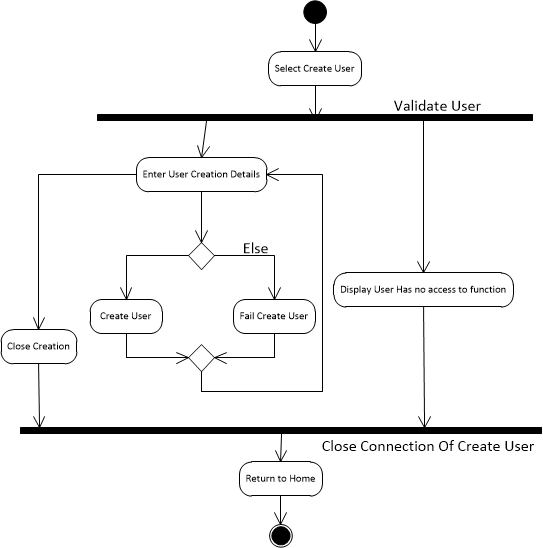 Select Create User
Validate User
Enter User Creation Details
Else
Display User Has no access to function
Create User
Fail Create User
Close Creation
Close Connection Of Create User
Return to Home